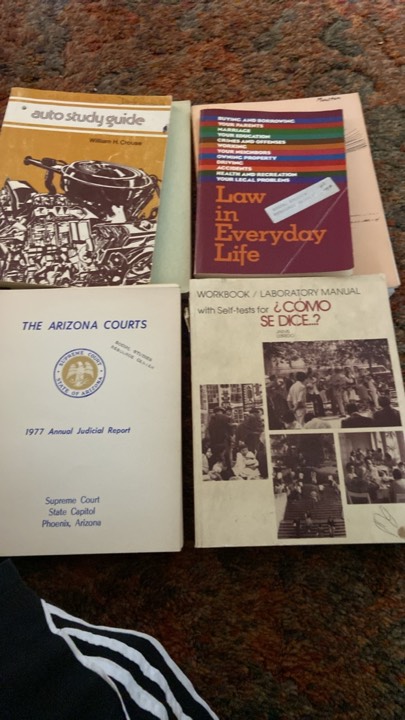 auto study guide
William H. Crouse
BUYING AND BORROWING
YOUR PARENTS
MARRIAGE
YOUR EDUCATION
CRIMES AND OFFENSES
WORKING
YOUR NEIGHBORS
OWNING PROPERTY
DRIVING
ACCIDENTS
HEALTH AND RECREATION
YOUR LEGAL PROBLEMS
Law
in
Everyday
Life
THE ARIZONA COURTS
SUPREME COURT
STATE OF ARIZONA
1977 Annual Judicial Report
Supreme Court
State Capitol
Phoenix, Arizona
WORKBOOK / LABORATORY MANUAL
with Self-tests for ¿CÓMO
SE DICE...?